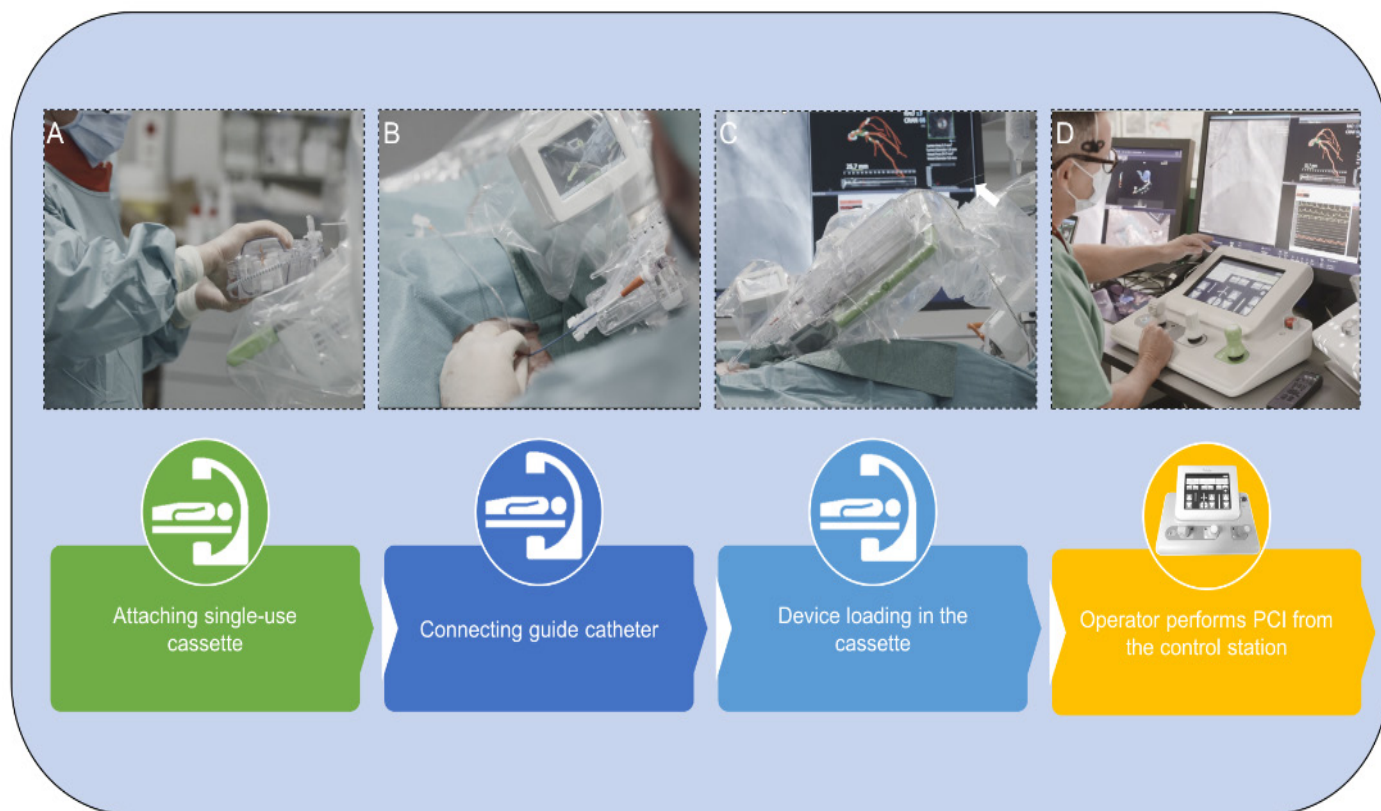 A
B
C
D
Attaching single-use
cassette
Connecting guide catheter
Device loading in the
cassette
Operator performs PCI from
the control station